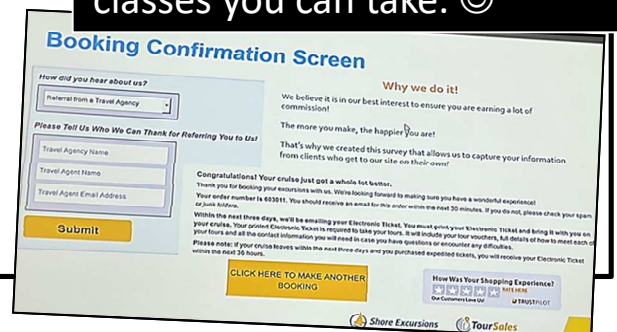 classes you can take. ☺
Booking Confirmation Screen
How did you hear about us?
Referral from a Travel Agency
Please Tell Us Who We Can Thank for Referring You to Us!
Travel Agency Name
Travel Agent Name
Travel Agent Email Address
Submit
Why we do it!
We believe it is in our best interest to ensure you are earning a lot of
commission!
The more you make, the happier you are!
That's why we created this survey that allows us to capture your information
from clients who get to our site on their own!
Congratulations! Your cruise just got a whole lot better.
Thank you for booking your excursions with us. We're looking forward to making sure you have a wonderful experience!
Your order number is 603011. You should receive an email for this order within the next 30 minutes. If you do not, please check your spam
or junk folders.
Within the next three days, we'll be emailing your Electronic Ticket. You must print your Electronic Ticket and bring it with you on
your cruise. Your printed Electronic Ticket is required to take your tours. It will include your tour vouchers, full details of how to meet each of
your tours and all the contact information you will need in case you have questions or encounter any difficulties.
Please note: If your cruise leaves within the next three days and you purchased expedited tickets, you will receive your Electronic Ticket
within the next 36 hours.
CLICK HERE TO MAKE ANOTHER
BOOKING
How Was Your Shopping Experience?
RATE HERE
Our Customers Love Us!
TRUSTPILOT
Shore Excursions
TourSales